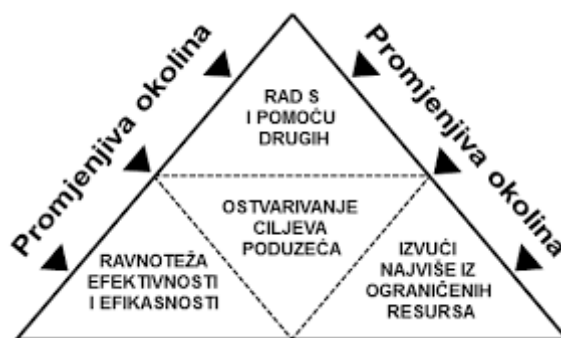 Promjenjiva okolina
Promjenjiva okolina
RAD S
I POMOĆU
DRUGIH
OSTVARIVANJE
CILJEVA
PODUZEĆA
RAVNOTEŽA
EFEKTIVNOSTI
I EFIKASNOSTI
IZVUĆI
NAJVIŠE IZ
OGRANIČENIH
RESURSA